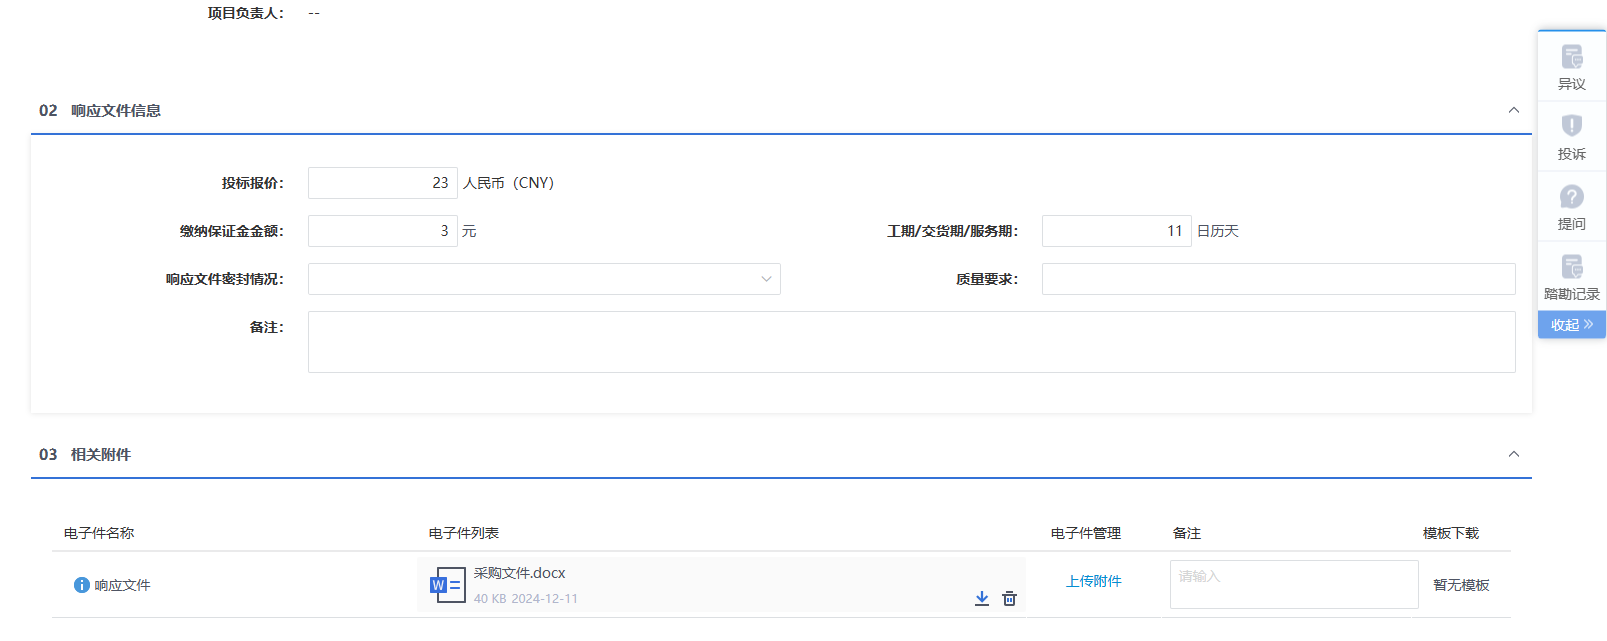 项目负责人： --
02 响应文件信息
投标报价： 23 人民币（CNY）
缴纳保证金金额： 3 元 工期/交货期/服务期： 11 日历天
响应文件密封情况： 质量要求：
备注：
03 相关附件
电子件名称 电子件列表 电子件管理 备注 模板下载
响应文件 采购文件.docx 上传附件 请输入 暂无模板
40 KB 2024-12-11
异议
投诉
提问
踏勘记录
收起